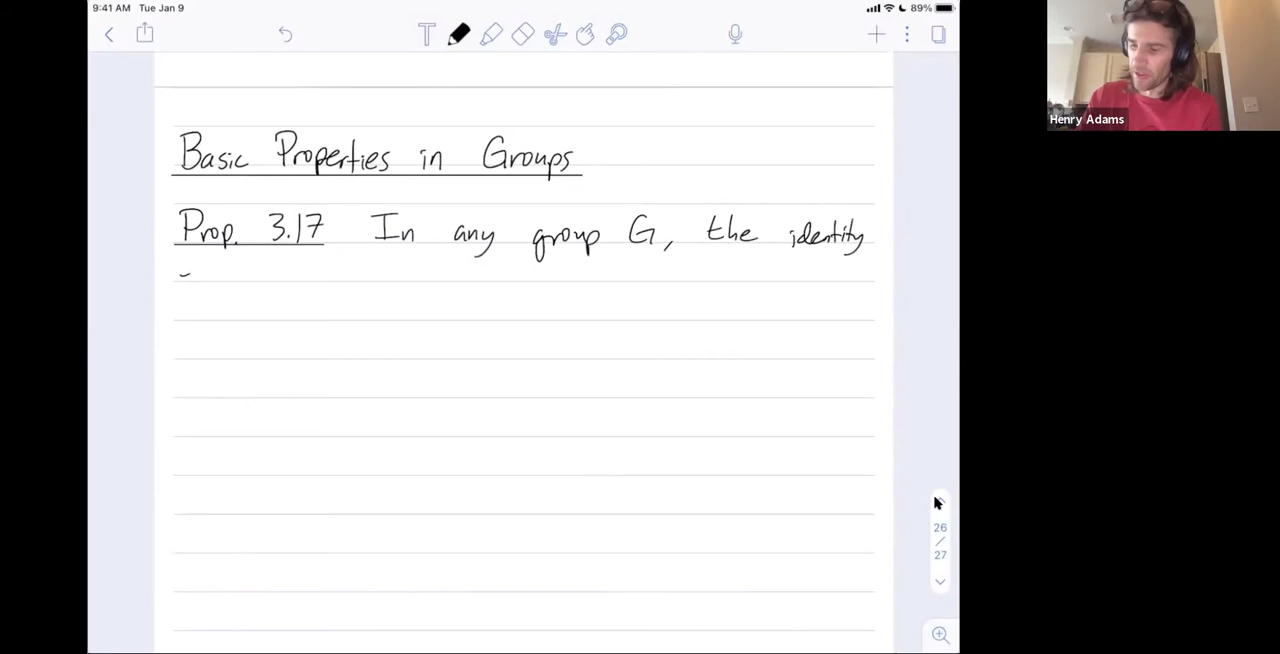 9:41 AM Tue Jan 9
89%
Henry Adams
Basic Properties in Groups
Prop. 3.17 In any group G, the identity
26
/
27